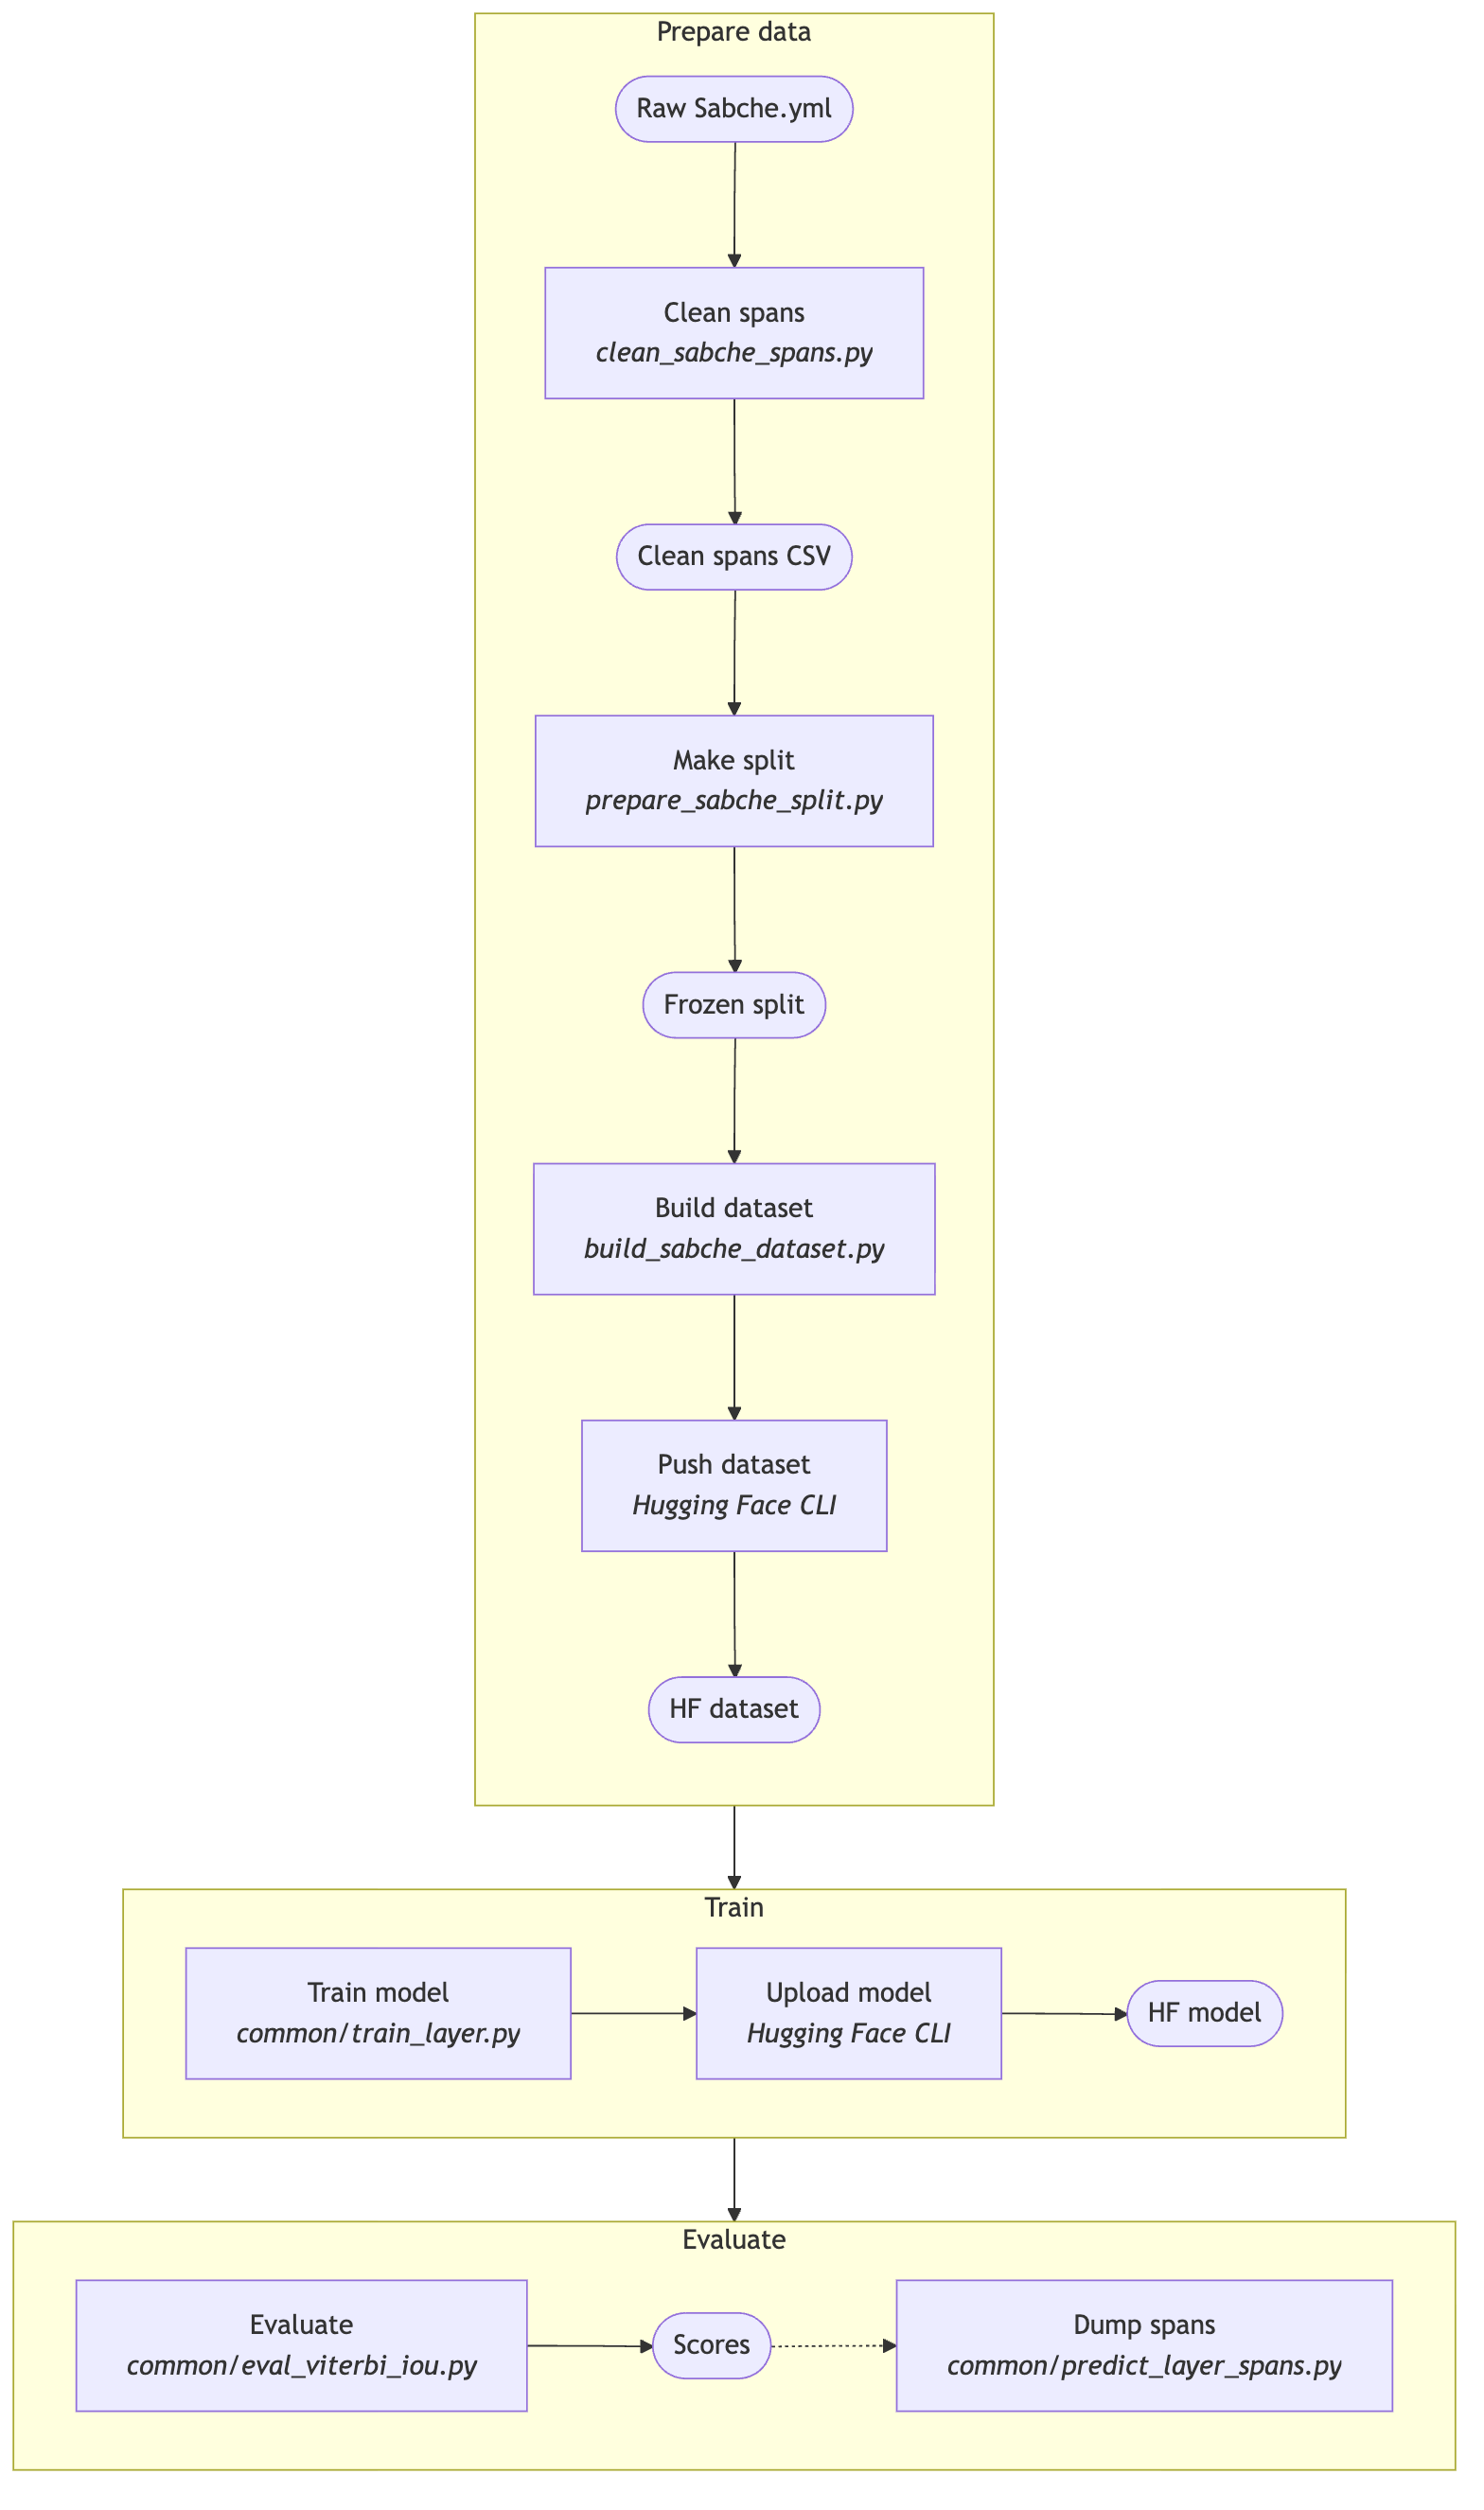 Prepare data
Raw Sabche.yml
Clean spans
clean_sabche_spans.py
Clean spans CSV
Make split
prepare_sabche_split.py
Frozen split
Build dataset
build_sabche_dataset.py
Push dataset
Hugging Face CLI
HF dataset
Train
Train model
common/train_layer.py
Upload model
Hugging Face CLI
HF model
Evaluate
Evaluate
common/eval_viterbi_iou.py
Scores
Dump spans
common/predict_layer_spans.py